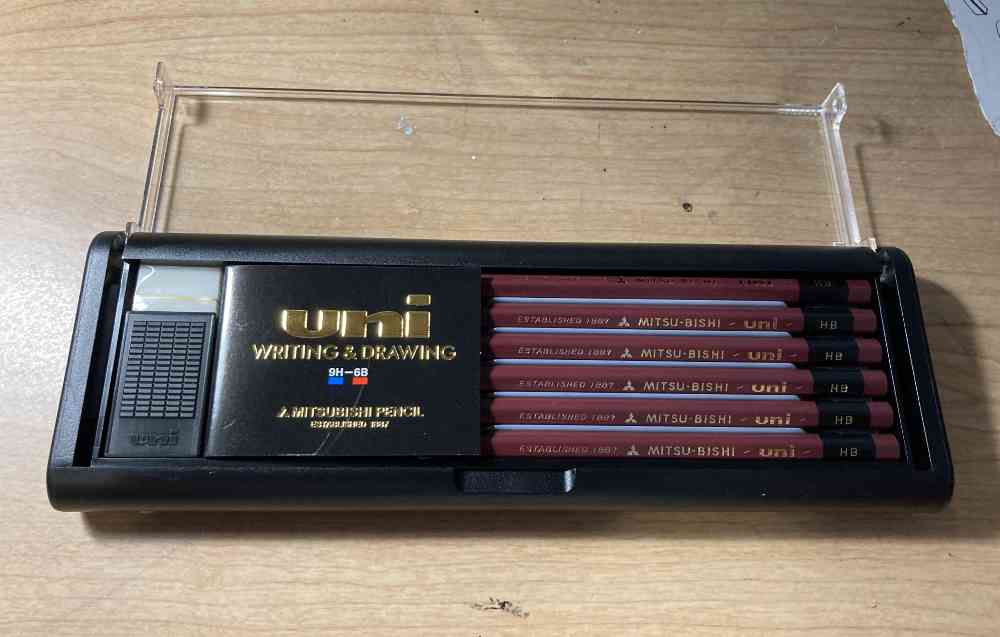 uni
WRITING & DRAWING
9H–6B
MITSUBISHI PENCIL
ESTABLISHED 1887
uni
HB
ESTABLISHED 1887 MITSU-BISHI - uni - HB
ESTABLISHED 1887 MITSU-BISHI - uni - HB
ESTABLISHED 1887 MITSU-BISHI - uni - HB
ESTABLISHED 1887 MITSU-BISHI - uni - HB
ESTABLISHED 1887 MITSU-BISHI - uni - HB